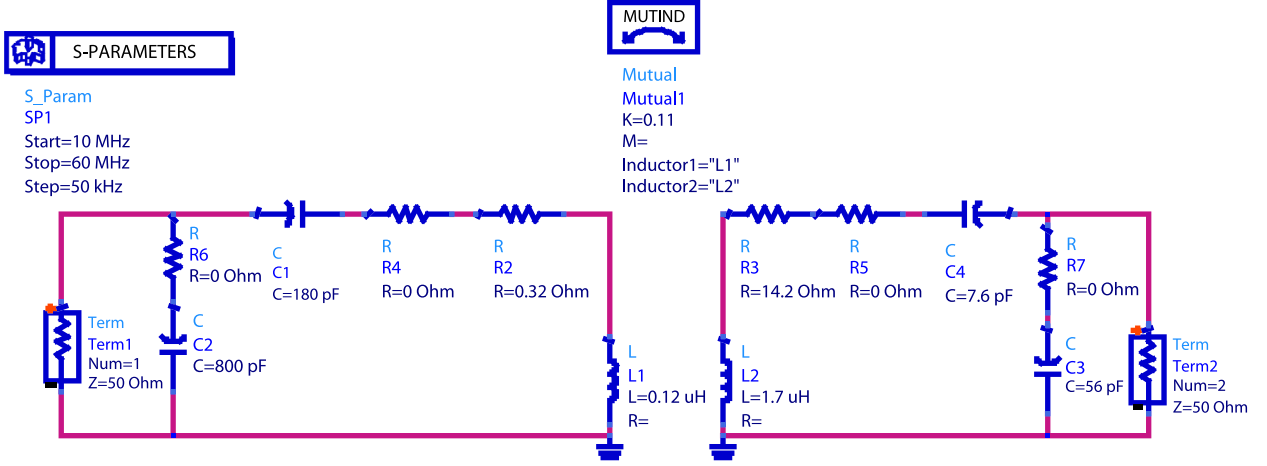 MUTIND
S-PARAMETERS
Mutual
Mutual1
K=0.11
M=
Inductor1="L1"
Inductor2="L2"
S_Param
SP1
Start=10 MHz
Stop=60 MHz
Step=50 kHz
R
R6
R=0 Ohm
C
C1
C=180 pF
R
R4
R=0 Ohm
R
R2
R=0.32 Ohm
R
R3
R=14.2 Ohm
R
R5
R=0 Ohm
C
C4
C=7.6 pF
R
R7
R=0 Ohm
Term
Term1
Num=1
Z=50 Ohm
C
C2
C=800 pF
L
L1
L=0.12 uH
R=
L
L2
L=1.7 uH
R=
C
C3
C=56 pF
Term
Term2
Num=2
Z=50 Ohm